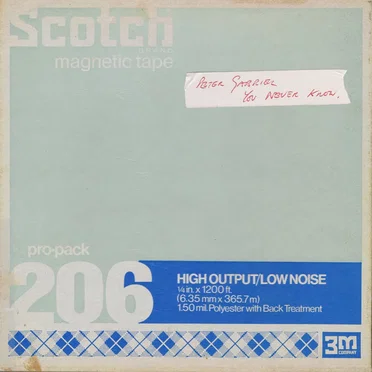 Scotch
magnetic tape
PETER GABRIEL
YOU NEVER KNOW.
pro-pack
206
HIGH OUTPUT/LOW NOISE
¼ in. x 1200 ft.
(6.35 mm x 365.7 m)
1.50 mil. Polyester with Back Treatment
3M
COMPANY